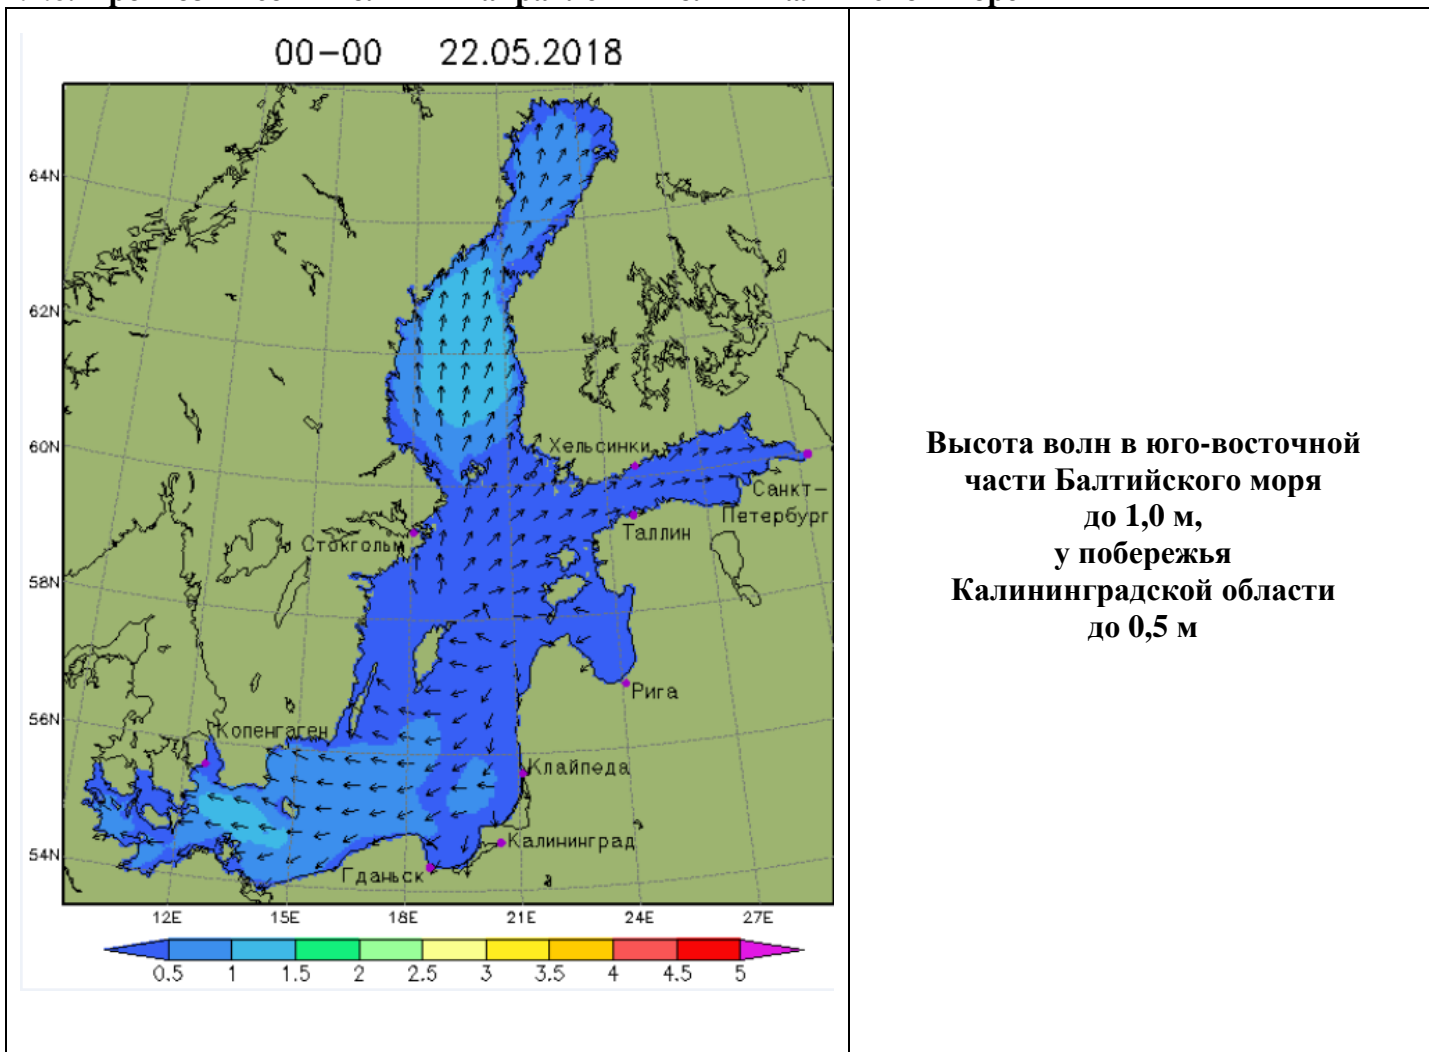 00-00 22.05.2018
64N
62N
60N
58N
56N
54N
Хельсинки
Санкт-
Петербург
Таллин
Стокгольм
Рига
Копенгаген
Клайпеда
Калининград
Гданьск
12E 15E 18E 21E 24E 27E
0.5 1 1.5 2 2.5 3 3.5 4 4.5 5
Высота волн в юго-восточной
части Балтийского моря
до 1,0 м,
у побережья
Калининградской области
до 0,5 м